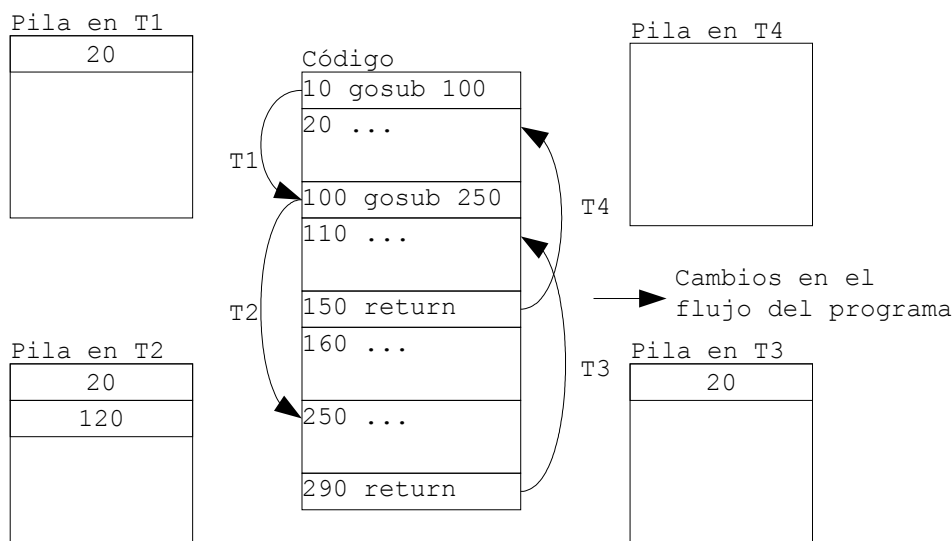 Pila en T1
20
Código
10 gosub 100
20 ...
100 gosub 250
110 ...
150 return
160 ...
250 ...
290 return
T1
T2
T4
T3
Pila en T4
Cambios en el
flujo del programa
Pila en T2
20
120
Pila en T3
20